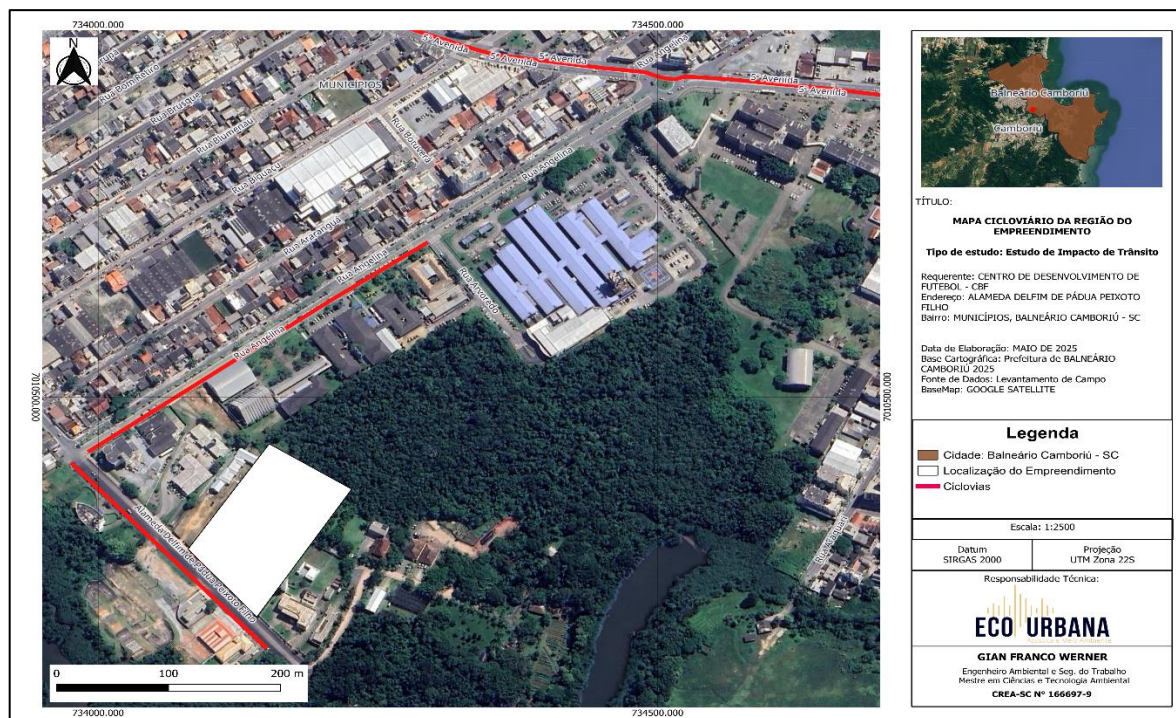 734000.000
734500.000
N
5ª Avenida
5ª Avenida
5ª Avenida
5ª Avenida
5ª Avenida
Rua Angelina
MUNICÍPIOS
Rua Bom Retiro
Rua Brusque
Rua Blumenau
Rua Biguaçu
Rua Botuverá
Rua Angelina
Rua Araranguá
Rua Angelina
Rua Arvoredo
Rua Angelina
7010500.000
7010500.000
Alameda Delfim de Pádua Peixoto Filho
Rua Araquari
0 100 200 m
734000.000
734500.000
Balneário Camboriú
Camboriú
TÍTULO:
MAPA CICLOVIÁRIO DA REGIÃO DO
EMPREENDIMENTO
Tipo de estudo: Estudo de Impacto de Trânsito
Requerente: CENTRO DE DESENVOLVIMENTO DE
FUTEBOL - CBF
Endereço: ALAMEDA DELFIM DE PÁDUA PEIXOTO
FILHO
Bairro: MUNICÍPIOS, BALNEÁRIO CAMBORIÚ - SC
Data de Elaboração: MAIO DE 2025
Base Cartográfica: Prefeitura de BALNEÁRIO
CAMBORIÚ 2025
Fonte de Dados: Levantamento de Campo
BaseMap: GOOGLE SATELLITE
Legenda
Cidade: Balneário Camboriú - SC
Localização do Empreendimento
Ciclovias
Escala: 1:2500
Datum
SIRGAS 2000
Projeção
UTM Zona 22S
Responsabilidade Técnica:
ECO URBANA
GIAN FRANCO WERNER
Engenheiro Ambiental e Seg. do Trabalho
Mestre em Ciências e Tecnologia Ambiental
CREA-SC Nº 166697-9